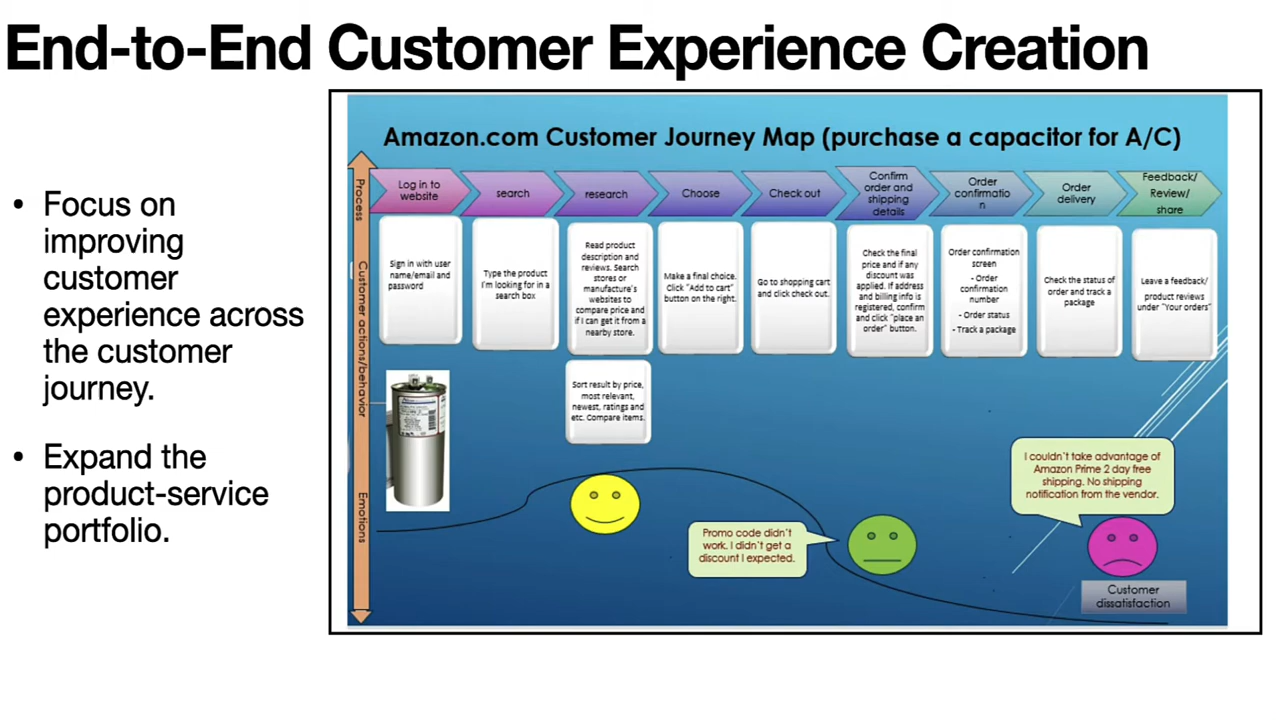 End-to-End Customer Experience Creation
• Focus on
improving
customer
experience across
the customer
journey.
• Expand the
product-service
portfolio.
Amazon.com Customer Journey Map (purchase a capacitor for A/C)
Process
Customer actions/behavior
Emotions
Log in to
website
search
research
Choose
Check out
Confirm
order and
shipping
details
Order
confirmatio
n
Order
delivery
Feedback/
Review/
share
Sign in with user
name/email and
password
Type the product
I'm looking for in a
search box
Read product
description and
reviews. Search
stores or
manufacture's
websites to
compare price and
if I can get it from a
nearby store.
Make a final choice.
Click "Add to cart"
button on the right.
Go to shopping cart
and click check out.
Check the final
price and if any
discount was
applied. If address
and billing info is
registered, confirm
and click "place an
order" button.
Order confirmation
screen
- Order
confirmation
number
- Order status
- Track a package
Check the status of
order and track a
package
Leave a feedback/
product reviews
under "Your orders"
Sort result by price,
most relevant,
newest, ratings and
etc. Compare items.
Promo code didn't
work. I didn't get a
discount I expected.
I couldn't take advantage of
Amazon Prime 2 day free
shipping. No shipping
notification from the vendor.
Customer
dissatisfaction